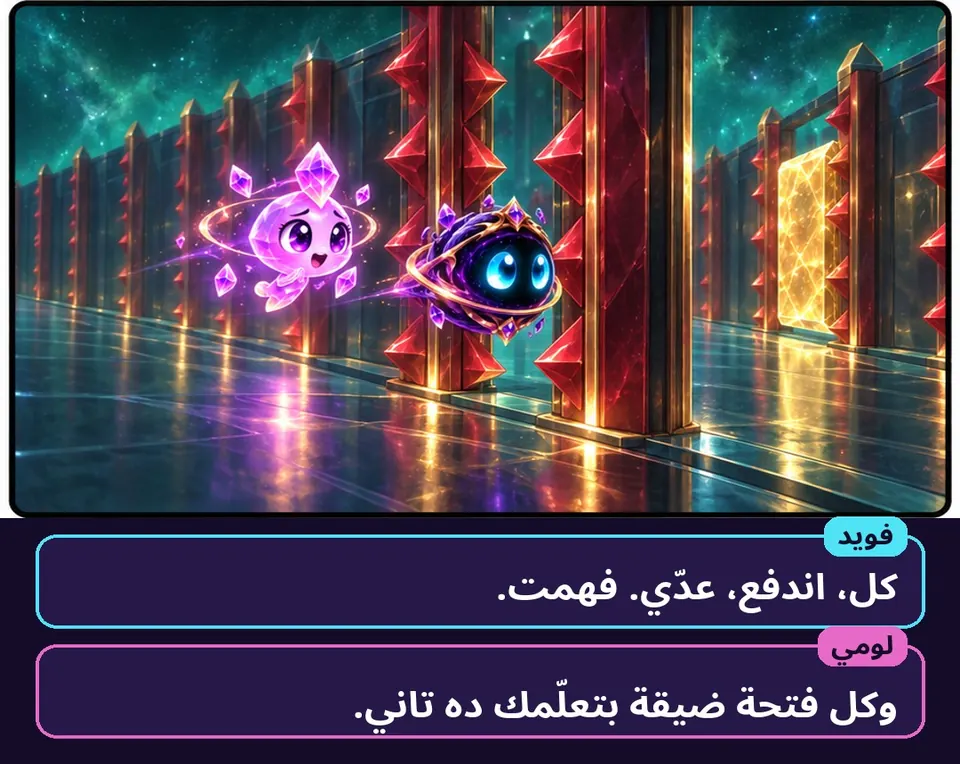 فويد
كل، اندفع، عدّي. فهمت.
لومي
وكل فتحة ضيقة بتعلّمك ده تاني.